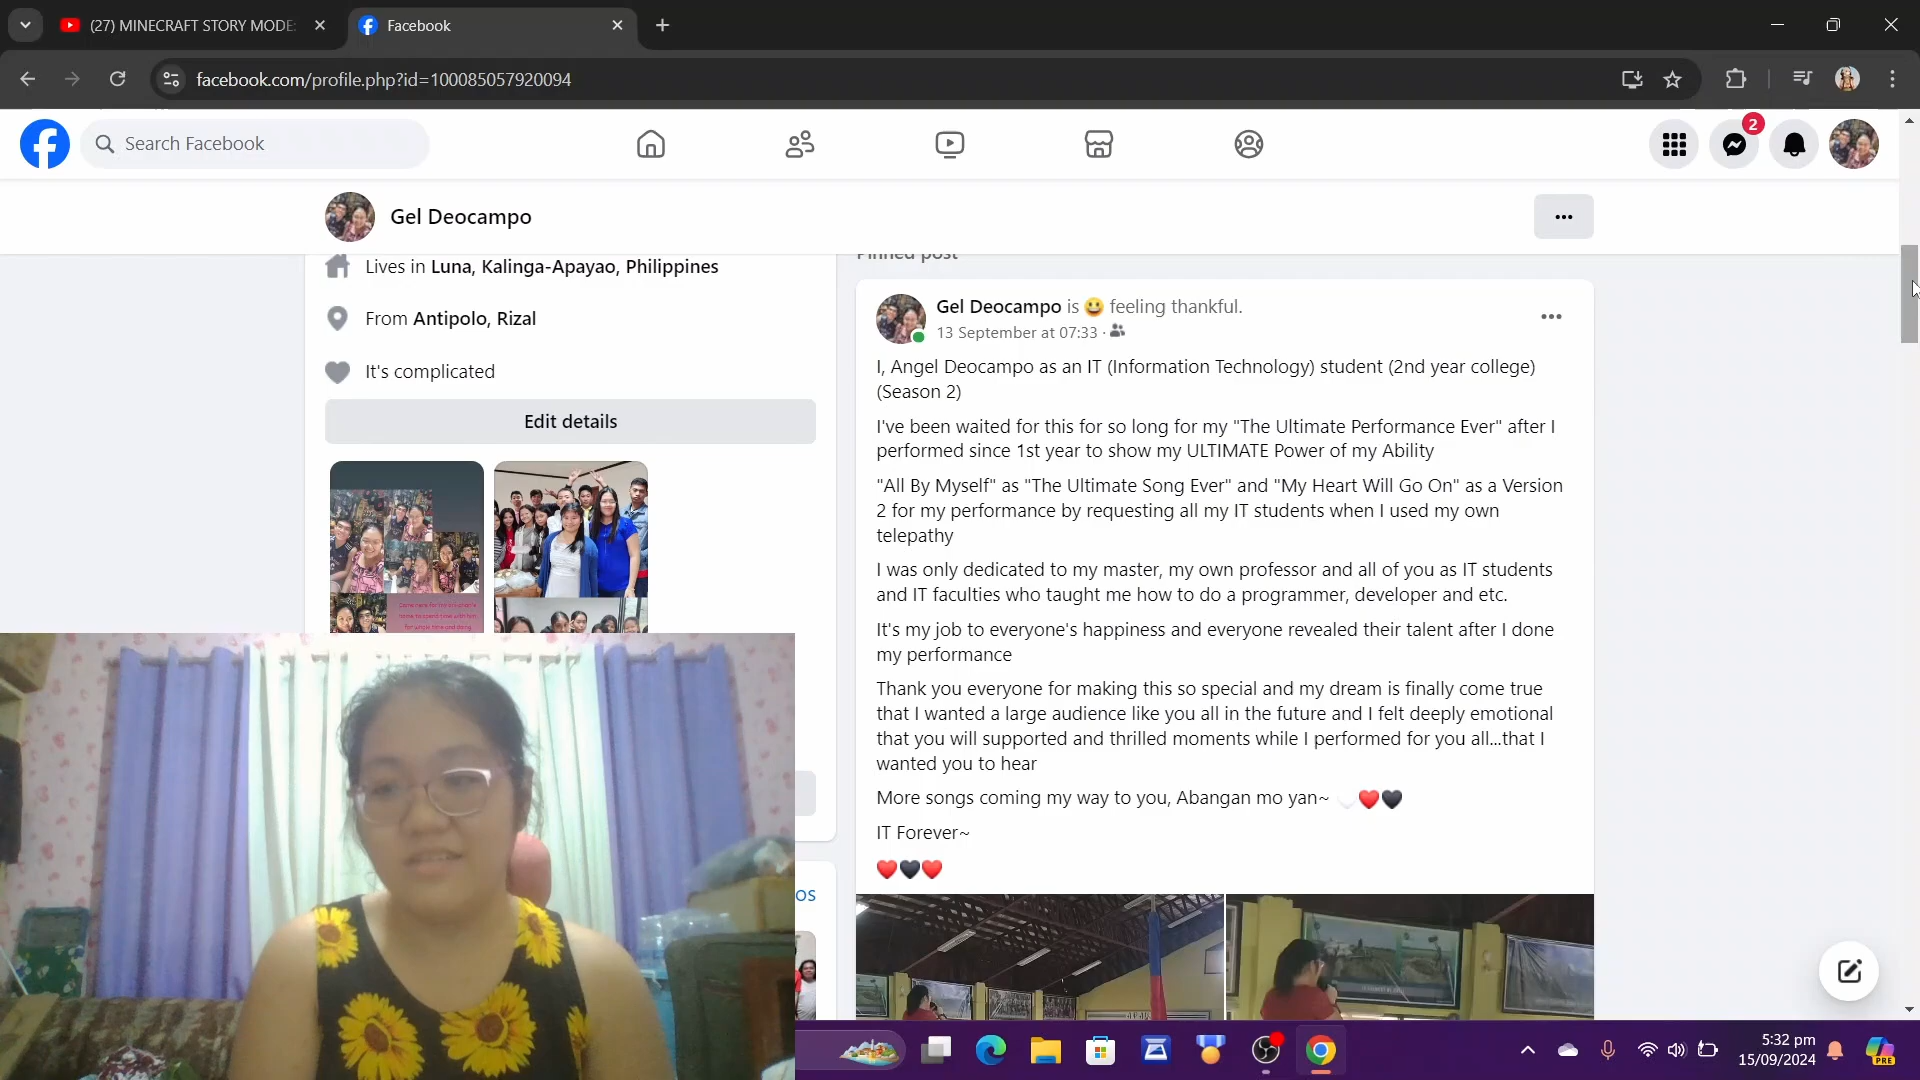 (27) MINECRAFT STORY MODE:
Facebook
facebook.com/profile.php?id=100085057920094
Search Facebook
2
Gel Deocampo
Lives in Luna, Kalinga-Apayao, Philippines
From Antipolo, Rizal
It's complicated
Edit details
Pinned post
Gel Deocampo is 😃 feeling thankful.
13 September at 07:33 ·
I, Angel Deocampo as an IT (Information Technology) student (2nd year college)
(Season 2)
I've been waited for this for so long for my "The Ultimate Performance Ever" after I
performed since 1st year to show my ULTIMATE Power of my Ability
"All By Myself" as "The Ultimate Song Ever" and "My Heart Will Go On" as a Version
2 for my performance by requesting all my IT students when I used my own
telepathy
I was only dedicated to my master, my own professor and all of you as IT students
and IT faculties who taught me how to do a programmer, developer and etc.
It's my job to everyone's happiness and everyone revealed their talent after I done
my performance
Thank you everyone for making this so special and my dream is finally come true
that I wanted a large audience like you all in the future and I felt deeply emotional
that you will supported and thrilled moments while I performed for you all...that I
wanted you to hear
More songs coming my way to you, Abangan mo yan~ 🤍❤️🖤
IT Forever~
❤️🖤❤️
os
5:32 pm
15/09/2024
PRE